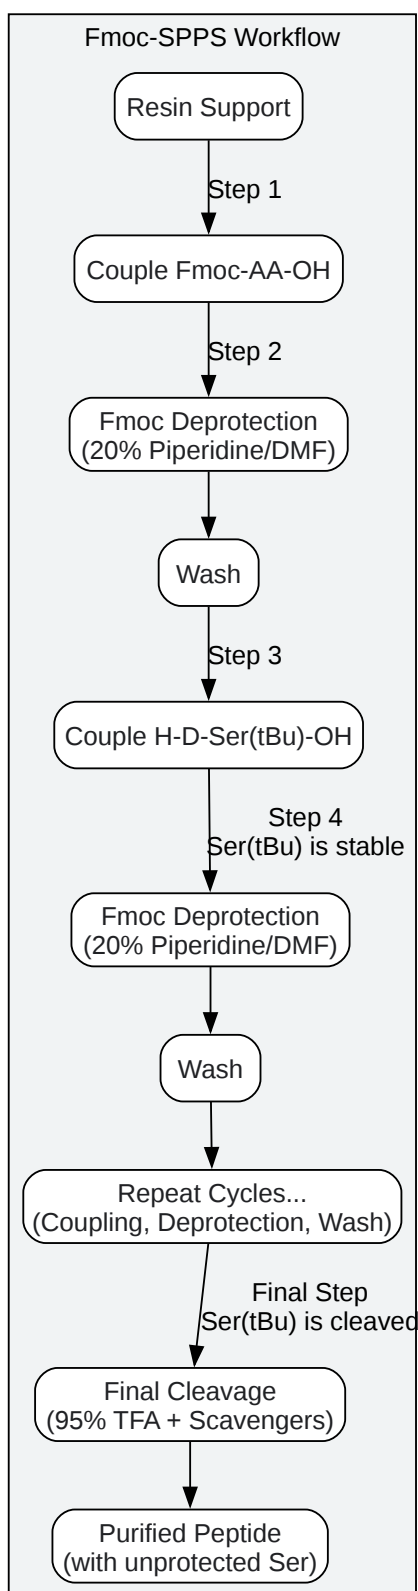 Fmoc-SPPS Workflow
Resin Support
Step 1
Couple Fmoc-AA-OH
Step 2
Fmoc Deprotection
(20% Piperidine/DMF)
Wash
Step 3
Couple H-D-Ser(tBu)-OH
Step 4
Ser(tBu) is stable
Fmoc Deprotection
(20% Piperidine/DMF)
Wash
Repeat Cycles...
(Coupling, Deprotection, Wash)
Final Step
Ser(tBu) is cleaved
Final Cleavage
(95% TFA + Scavengers)
Purified Peptide
(with unprotected Ser)